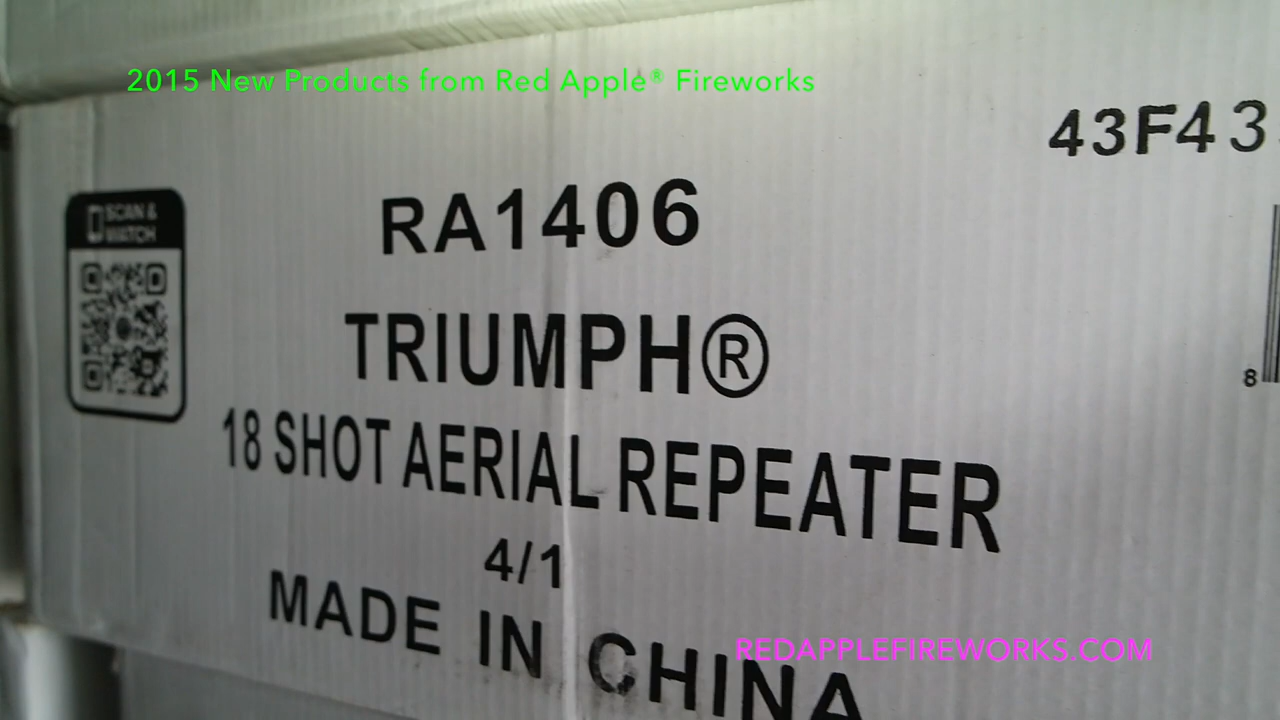 2015 New Products from Red Apple® Fireworks
43F43
SCAN &
WATCH
RA1406
TRIUMPH®
8
18 SHOT AERIAL REPEATER
4/1
MADE IN CHINA
REDAPPLEFIREWORKS.COM